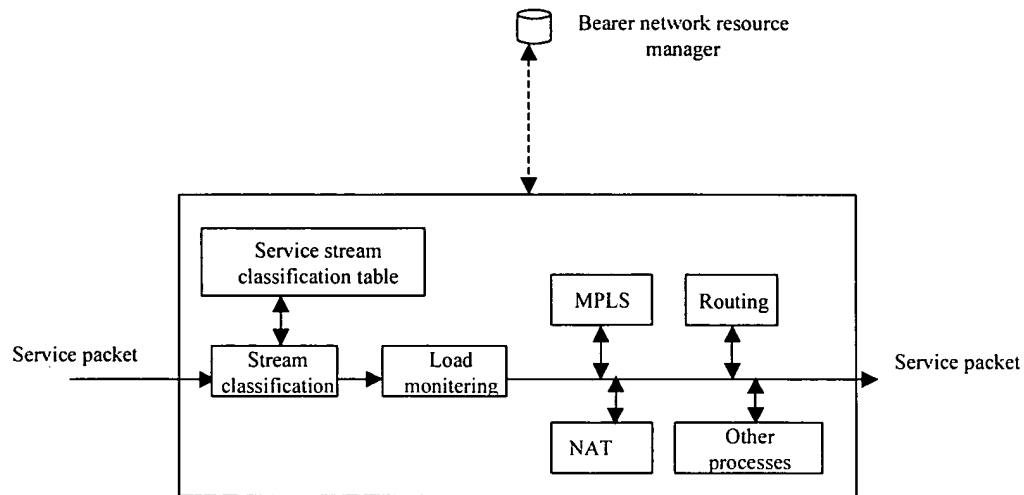 Bearer network resource
manager
Service stream
classification table
MPLS
Routing
Service packet
Stream
classification
Load
monitering
Service packet
NAT
Other
processes